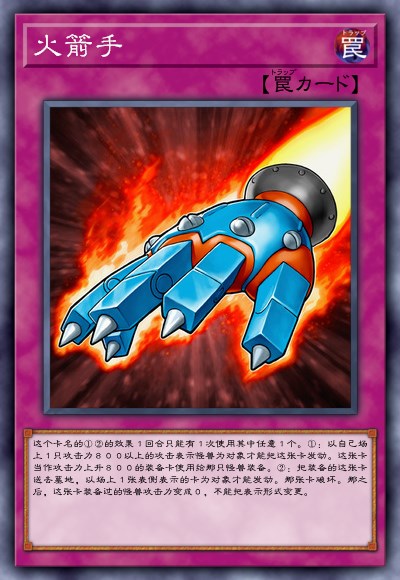 火箭手
トラップ
罠
トラップ
【罠カード】
这个卡名的①②的效果1回合只能有1次使用其中任意1个。①：以自己场
上1只攻击力800以上的攻击表示怪兽为对象才能把这张卡发动。这张卡
当作攻击力上升800的装备卡使用给那只怪兽装备。②：把装备的这张卡
送去墓地，以场上1张表侧表示的卡为对象才能发动。那张卡破坏。那之
后，这张卡装备过的怪兽攻击力变成0，不能把表示形式变更。